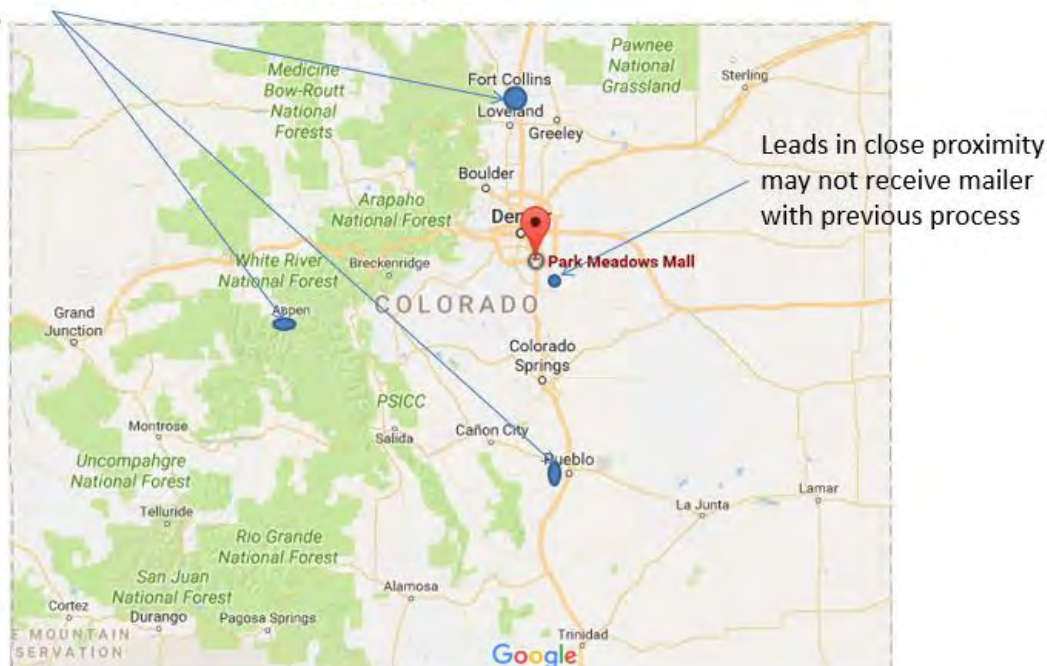 Pawnee
National
Grassland
Sterling
Medicine
Bow-Routt
National
Forests
Fort Collins
Loveland
Greeley
Leads in close proximity
may not receive mailer
with previous process
Boulder
Arapaho
National Forest
Park Meadows Mall
White River
National Forest
Breckenridge
COLORADO
Aspen
Grand
Junction
Colorado
Springs
PSICC
Montrose
Salida
Cañon City
Pueblo
Uncompahgre
National Forest
La Junta
Lamar
Telluride
Rio Grande
National Forest
San Juan
National Forest
Alamosa
Cortez
Durango
Pagosa Springs
E MOUNTAIN
SERVATION
Trinidad
Google